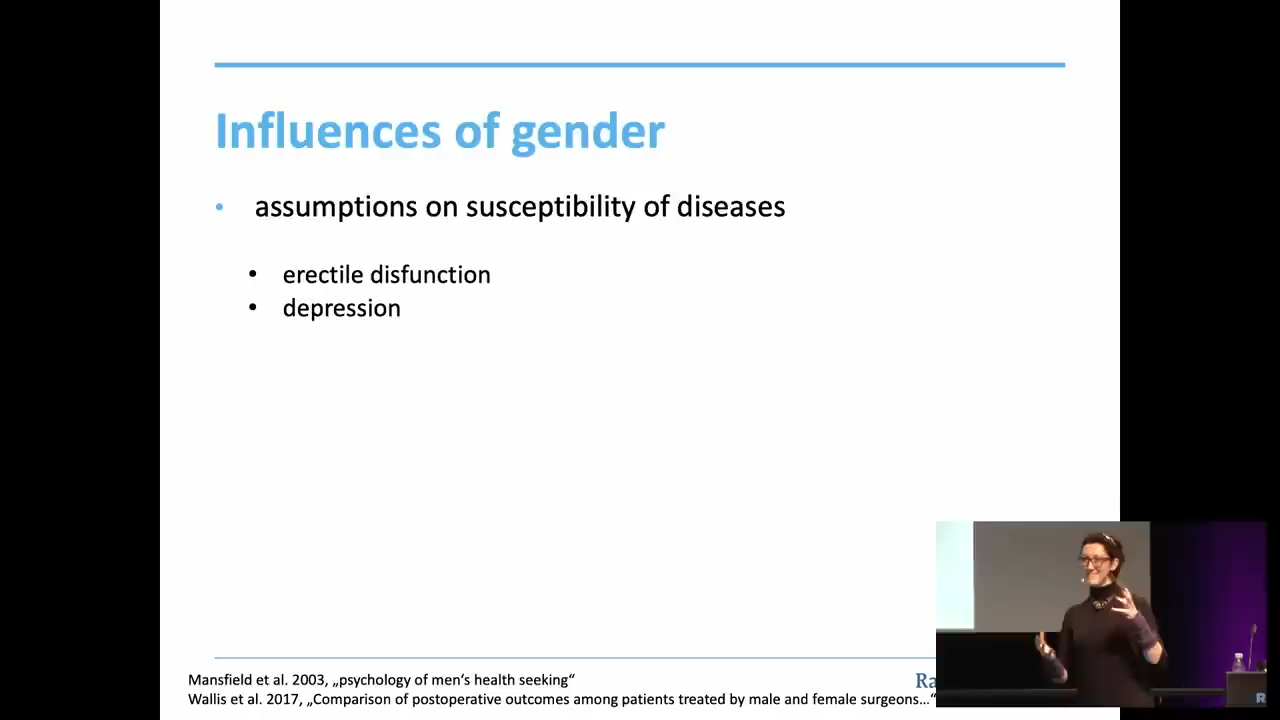 Influences of gender
• assumptions on susceptibility of diseases
• erectile disfunction
• depression
Mansfield et al. 2003, „psychology of men’s health seeking“
Wallis et al. 2017, „Comparison of postoperative outcomes among patients treated by male and female surgeons…“